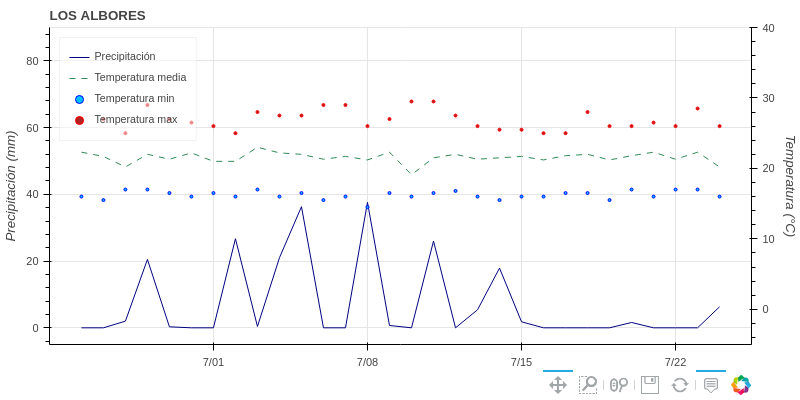 LOS ALBORES
Precipitación
Temperatura media
Temperatura min
Temperatura max
Precipitación (mm)
80
60
40
20
0
Temperatura (°C)
40
30
20
10
0
7/01
7/08
7/15
7/22